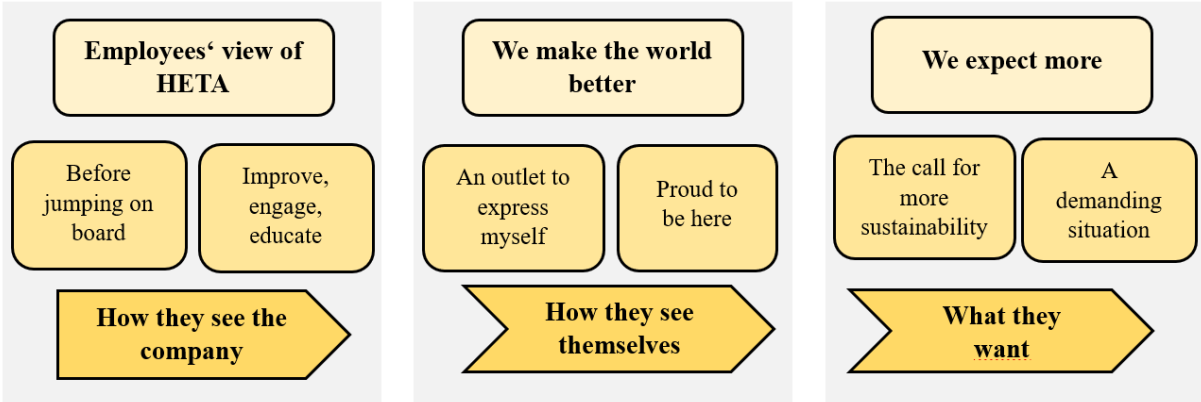 Employees‘ view of
HETA
Before
jumping on
board
Improve,
engage,
educate
How they see the
company
We make the world
better
An outlet to
express
myself
Proud to
be here
How they see
themselves
We expect more
The call for
more
sustainability
A
demanding
situation
What they
want